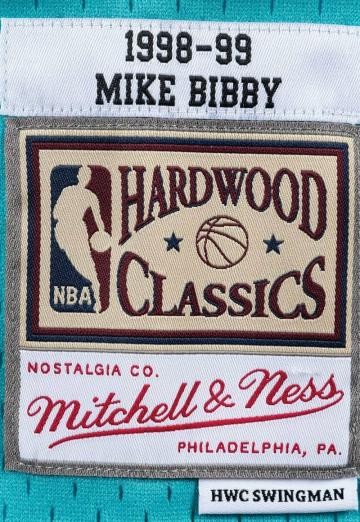 1998-99
MIKE BIBBY
HARDWOOD
NBA
CLASSICS
NOSTALGIA CO.
Mitchell & Ness
PHILADELPHIA, PA.
HWC SWINGMAN